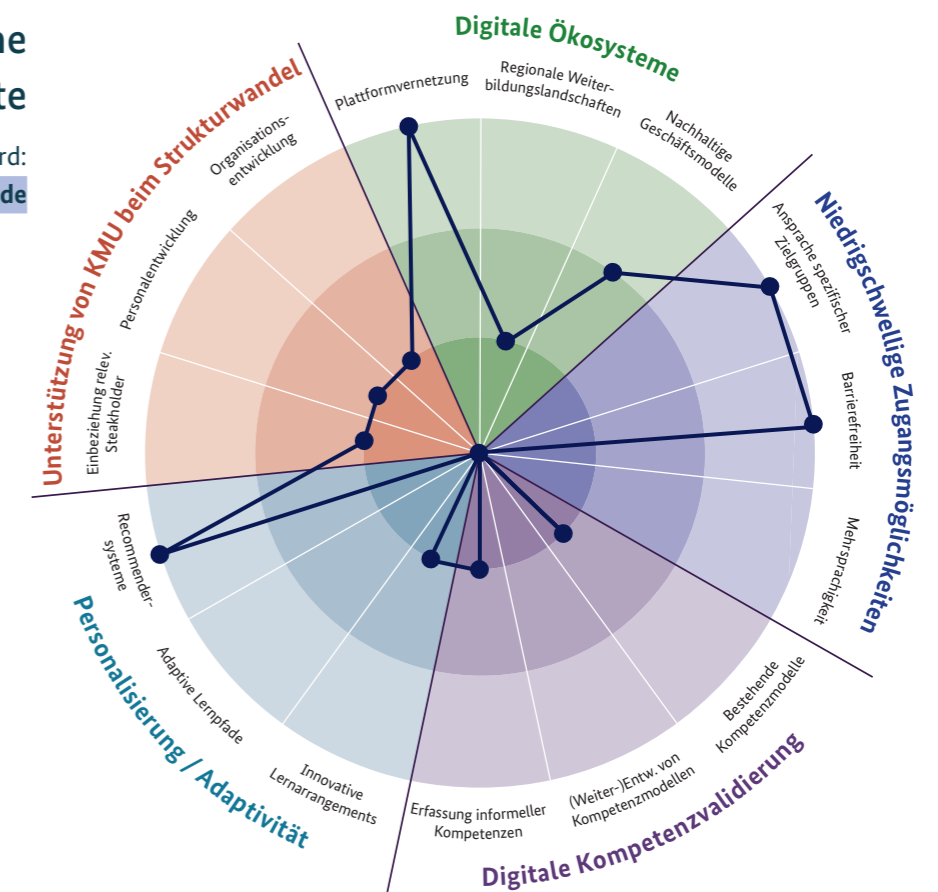 ne
te
rd:
de
Digitale Ökosysteme
Plattformvernetzung
Regionale Weiter-
bildungslandschaften
Nachhaltige
Geschäftsmodelle
Niedrigschwellige Zugangsmöglichkeiten
Ansprache spezifischer
Zielgruppen
Barrierefreiheit
Mehrsprachigkeit
Digitale Kompetenzvalidierung
Bestehende
Kompetenzmodelle
(Weiter-)Entw. von
Kompetenzmodellen
Erfassung informeller
Kompetenzen
Personalisierung / Adaptivität
Innovative
Lernarrangements
Adaptive Lernpfade
Recommender-
systeme
Unterstützung von KMU beim Strukturwandel
Einbeziehung relev.
Steakholder
Personalentwicklung
Organisations-
entwicklung